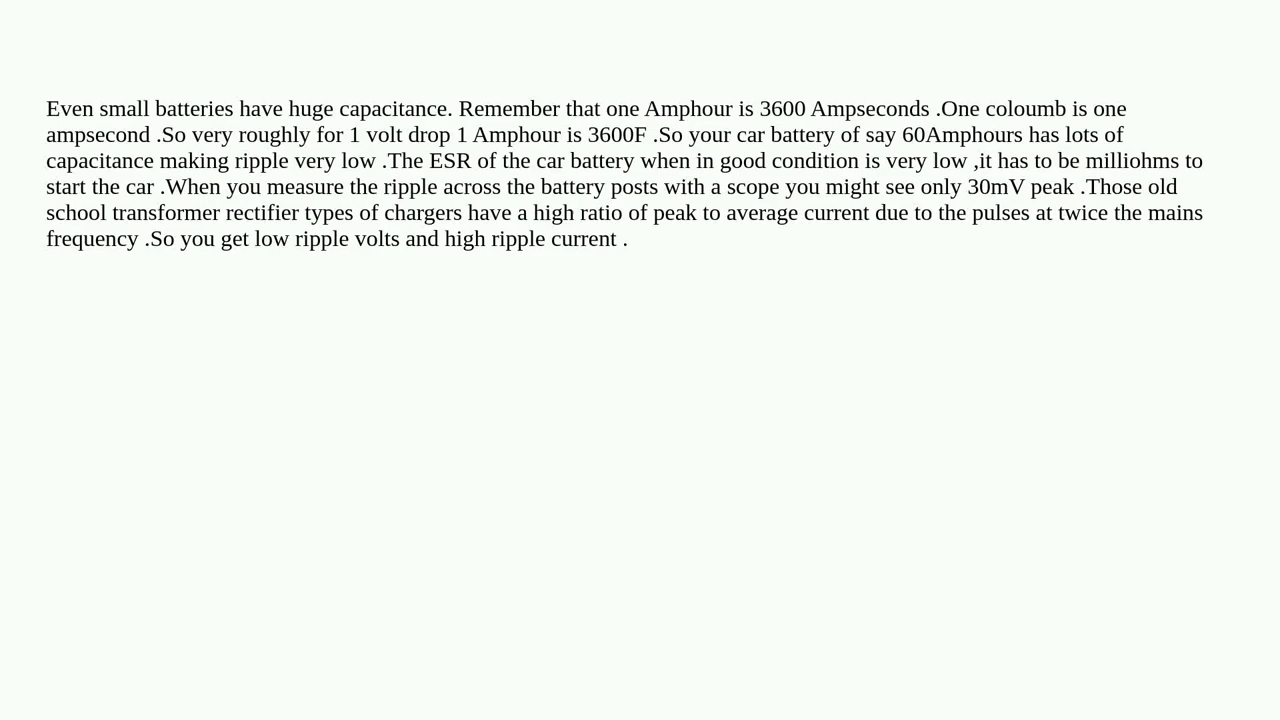 Even small batteries have huge capacitance. Remember that one Amphour is 3600 Ampseconds .One coloumb is one
ampsecond .So very roughly for 1 volt drop 1 Amphour is 3600F .So your car battery of say 60Amphours has lots of
capacitance making ripple very low .The ESR of the car battery when in good condition is very low ,it has to be milliohms to
start the car .When you measure the ripple across the battery posts with a scope you might see only 30mV peak .Those old
school transformer rectifier types of chargers have a high ratio of peak to average current due to the pulses at twice the mains
frequency .So you get low ripple volts and high ripple current .